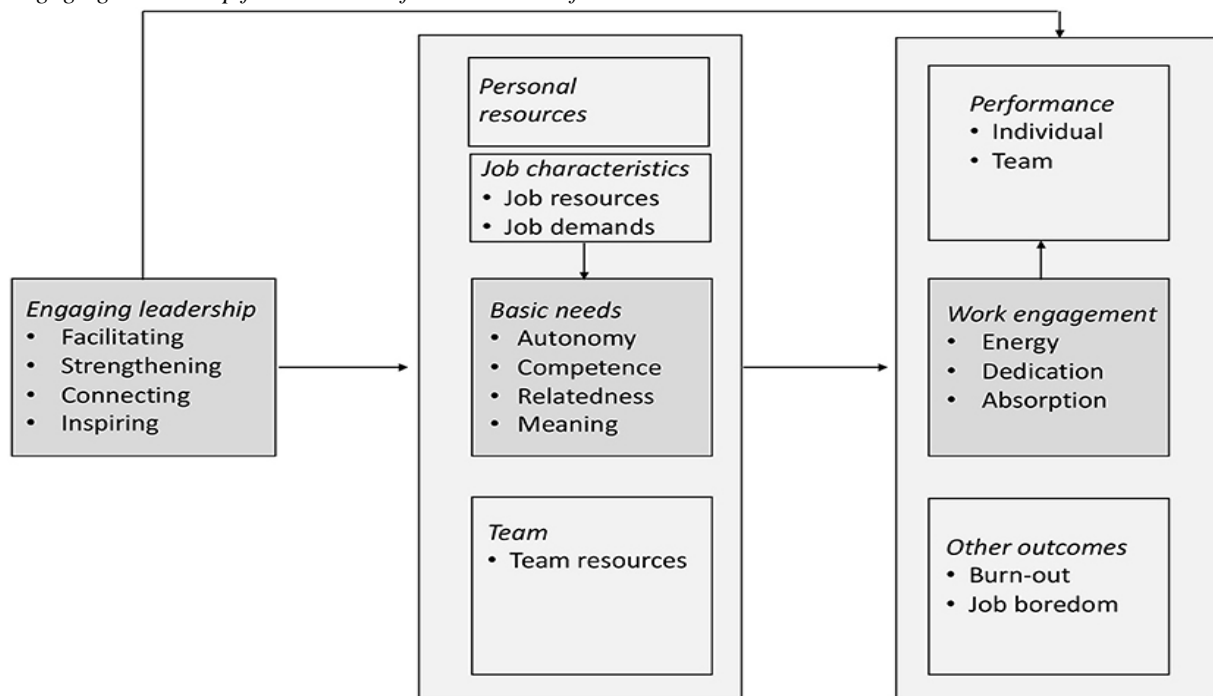 Personal
resources
Job characteristics
• Job resources
• Job demands
Engaging leadership
• Facilitating
• Strengthening
• Connecting
• Inspiring
Basic needs
• Autonomy
• Competence
• Relatedness
• Meaning
Team
• Team resources
Performance
• Individual
• Team
Work engagement
• Energy
• Dedication
• Absorption
Other outcomes
• Burn-out
• Job boredom